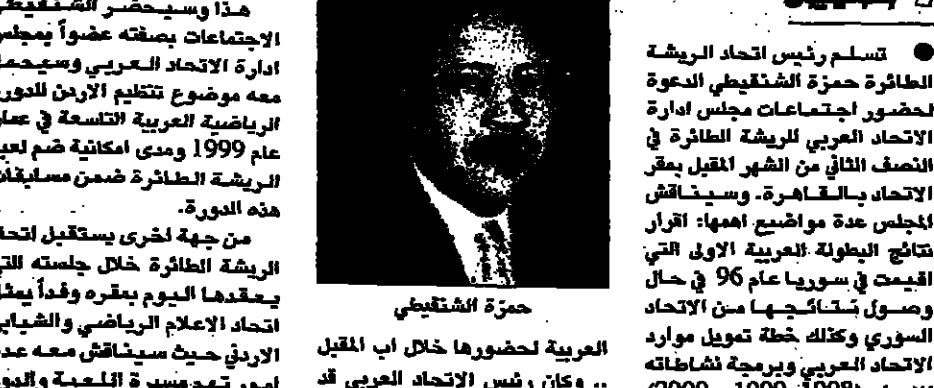 ● تسلم رئيس اتحاد الريشة
الطائرة حمزة الشنقيطي الدعوة
لحضور اجتماعات مجلس ادارة
الاتحاد العربي للريشة الطائرة في
النصف الثاني من الشهر المقبل بمقر
الاتحاد بالقاهرة. وسيناقش
المجلس عدة مواضيع اهمها: اقرار
نتائج البطولة العربية الاولى التي
اقيمت في سوريا عام 96 في حال
وصول نتائجها من الاتحاد
السوري وكذلك خطة تمويل موارد
الاتحاد العربي وبرمجة نشاطاته
حمزة الشنقيطي
العربية لحضورها خلال اب المقبل
.. وكان رئيس الاتحاد العربي قد
هذا وسيحضر الشنقيطي
الاجتماعات بصفته عضواً بمجلس
ادارة الاتحاد العربي وسيحمل
معه موضوع تنظيم الاردن للدورة
الرياضية العربية التاسعة في عمان
عام 1999 ومدى امكانية ضم لعبة
الريشة الطائرة ضمن مسابقات
هذه الدورة.
من جهة اخرى يستقبل اتحاد
الريشة الطائرة خلال جلسته التي
يعقدها اليوم بمقره وفداً يمثل
اتحاد الاعلام الرياضي والشبابي
الاردني حيث سيناقش معه عدة
امور تهم مسيرة اللعبة والدور